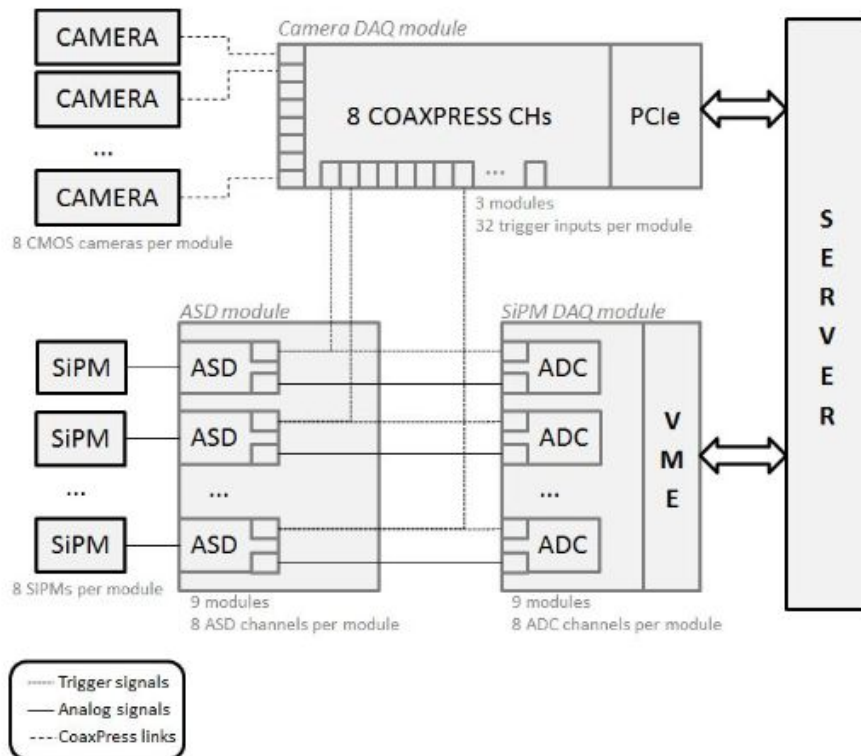 Camera DAQ module
CAMERA
CAMERA
...
CAMERA
8 CMOS cameras per module
8 COAXPRESS CHs
PCIe
...
3 modules
32 trigger inputs per module
SERVER
ASD module
SiPM
ASD
SiPM
ASD
...
...
SiPM
ASD
8 SIPMs per module
9 modules
8 ASD channels per module
SiPM DAQ module
ADC
ADC
...
ADC
VME
9 modules
8 ADC channels per module
Trigger signals
Analog signals
CoaxPress links